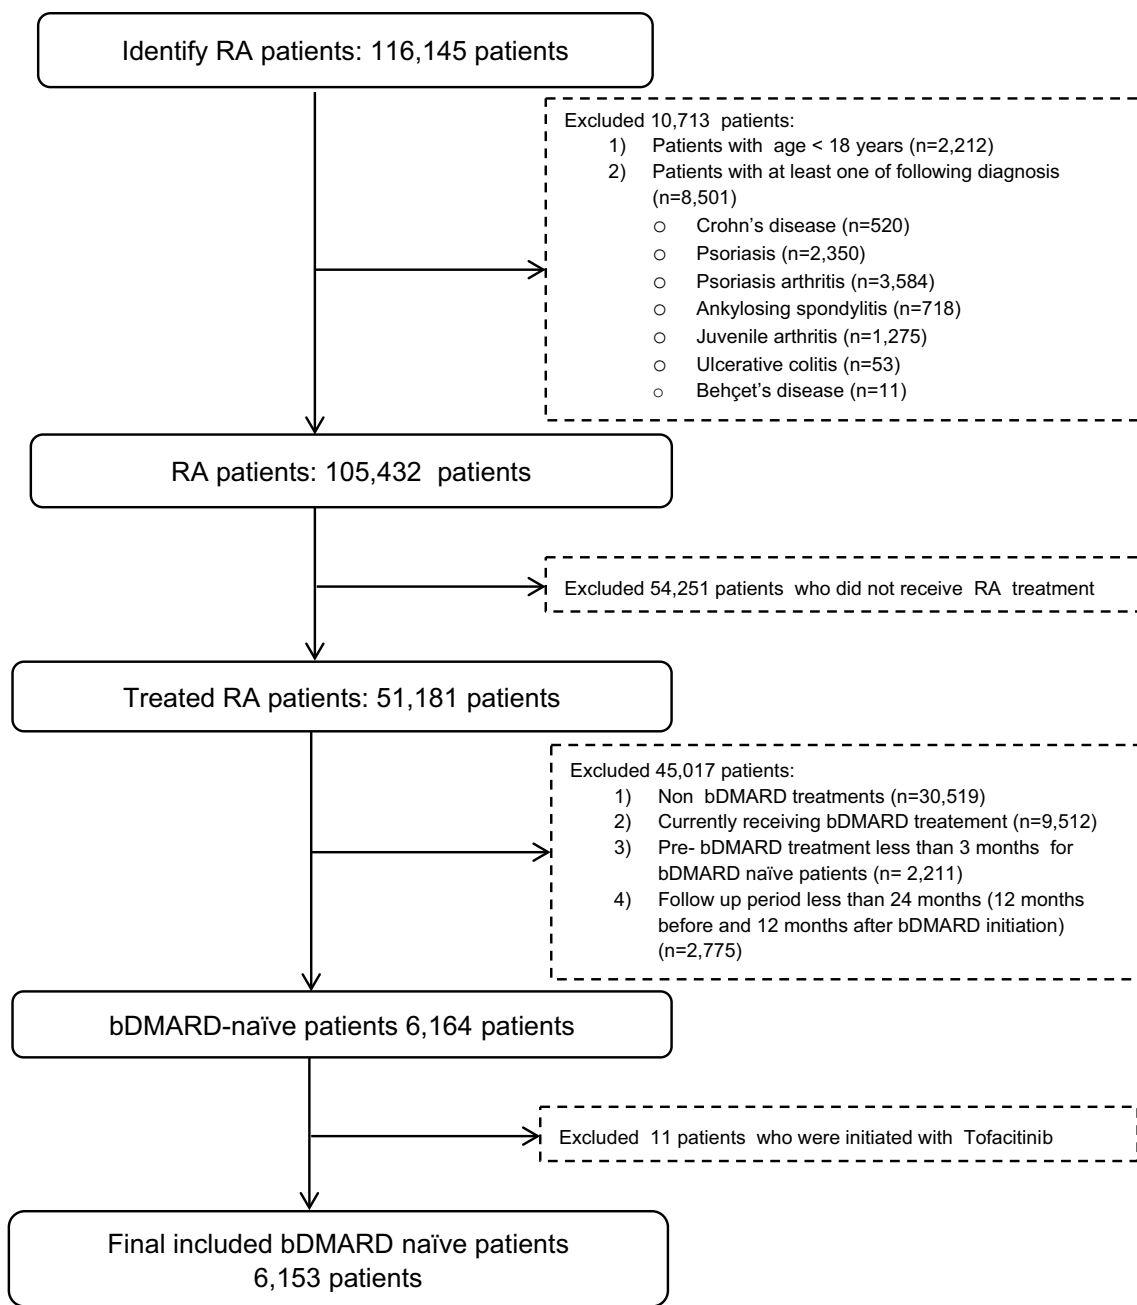 Identify RA patients: 116,145 patients
Excluded 10,713 patients:
1) Patients with age < 18 years (n=2,212)
2) Patients with at least one of following diagnosis
(n=8,501)
o Crohn's disease (n=520)
o Psoriasis (n=2,350)
o Psoriasis arthritis (n=3,584)
o Ankylosing spondylitis (n=718)
o Juvenile arthritis (n=1,275)
o Ulcerative colitis (n=53)
o Behçet's disease (n=11)
RA patients: 105,432 patients
Excluded 54,251 patients who did not receive RA treatment
Treated RA patients: 51,181 patients
Excluded 45,017 patients:
1) Non bDMARD treatments (n=30,519)
2) Currently receiving bDMARD treatement (n=9,512)
3) Pre- bDMARD treatment less than 3 months for
bDMARD naïve patients (n= 2,211)
4) Follow up period less than 24 months (12 months
before and 12 months after bDMARD initiation)
(n=2,775)
bDMARD-naïve patients 6,164 patients
Excluded 11 patients who were initiated with Tofacitinib
Final included bDMARD naïve patients
6,153 patients